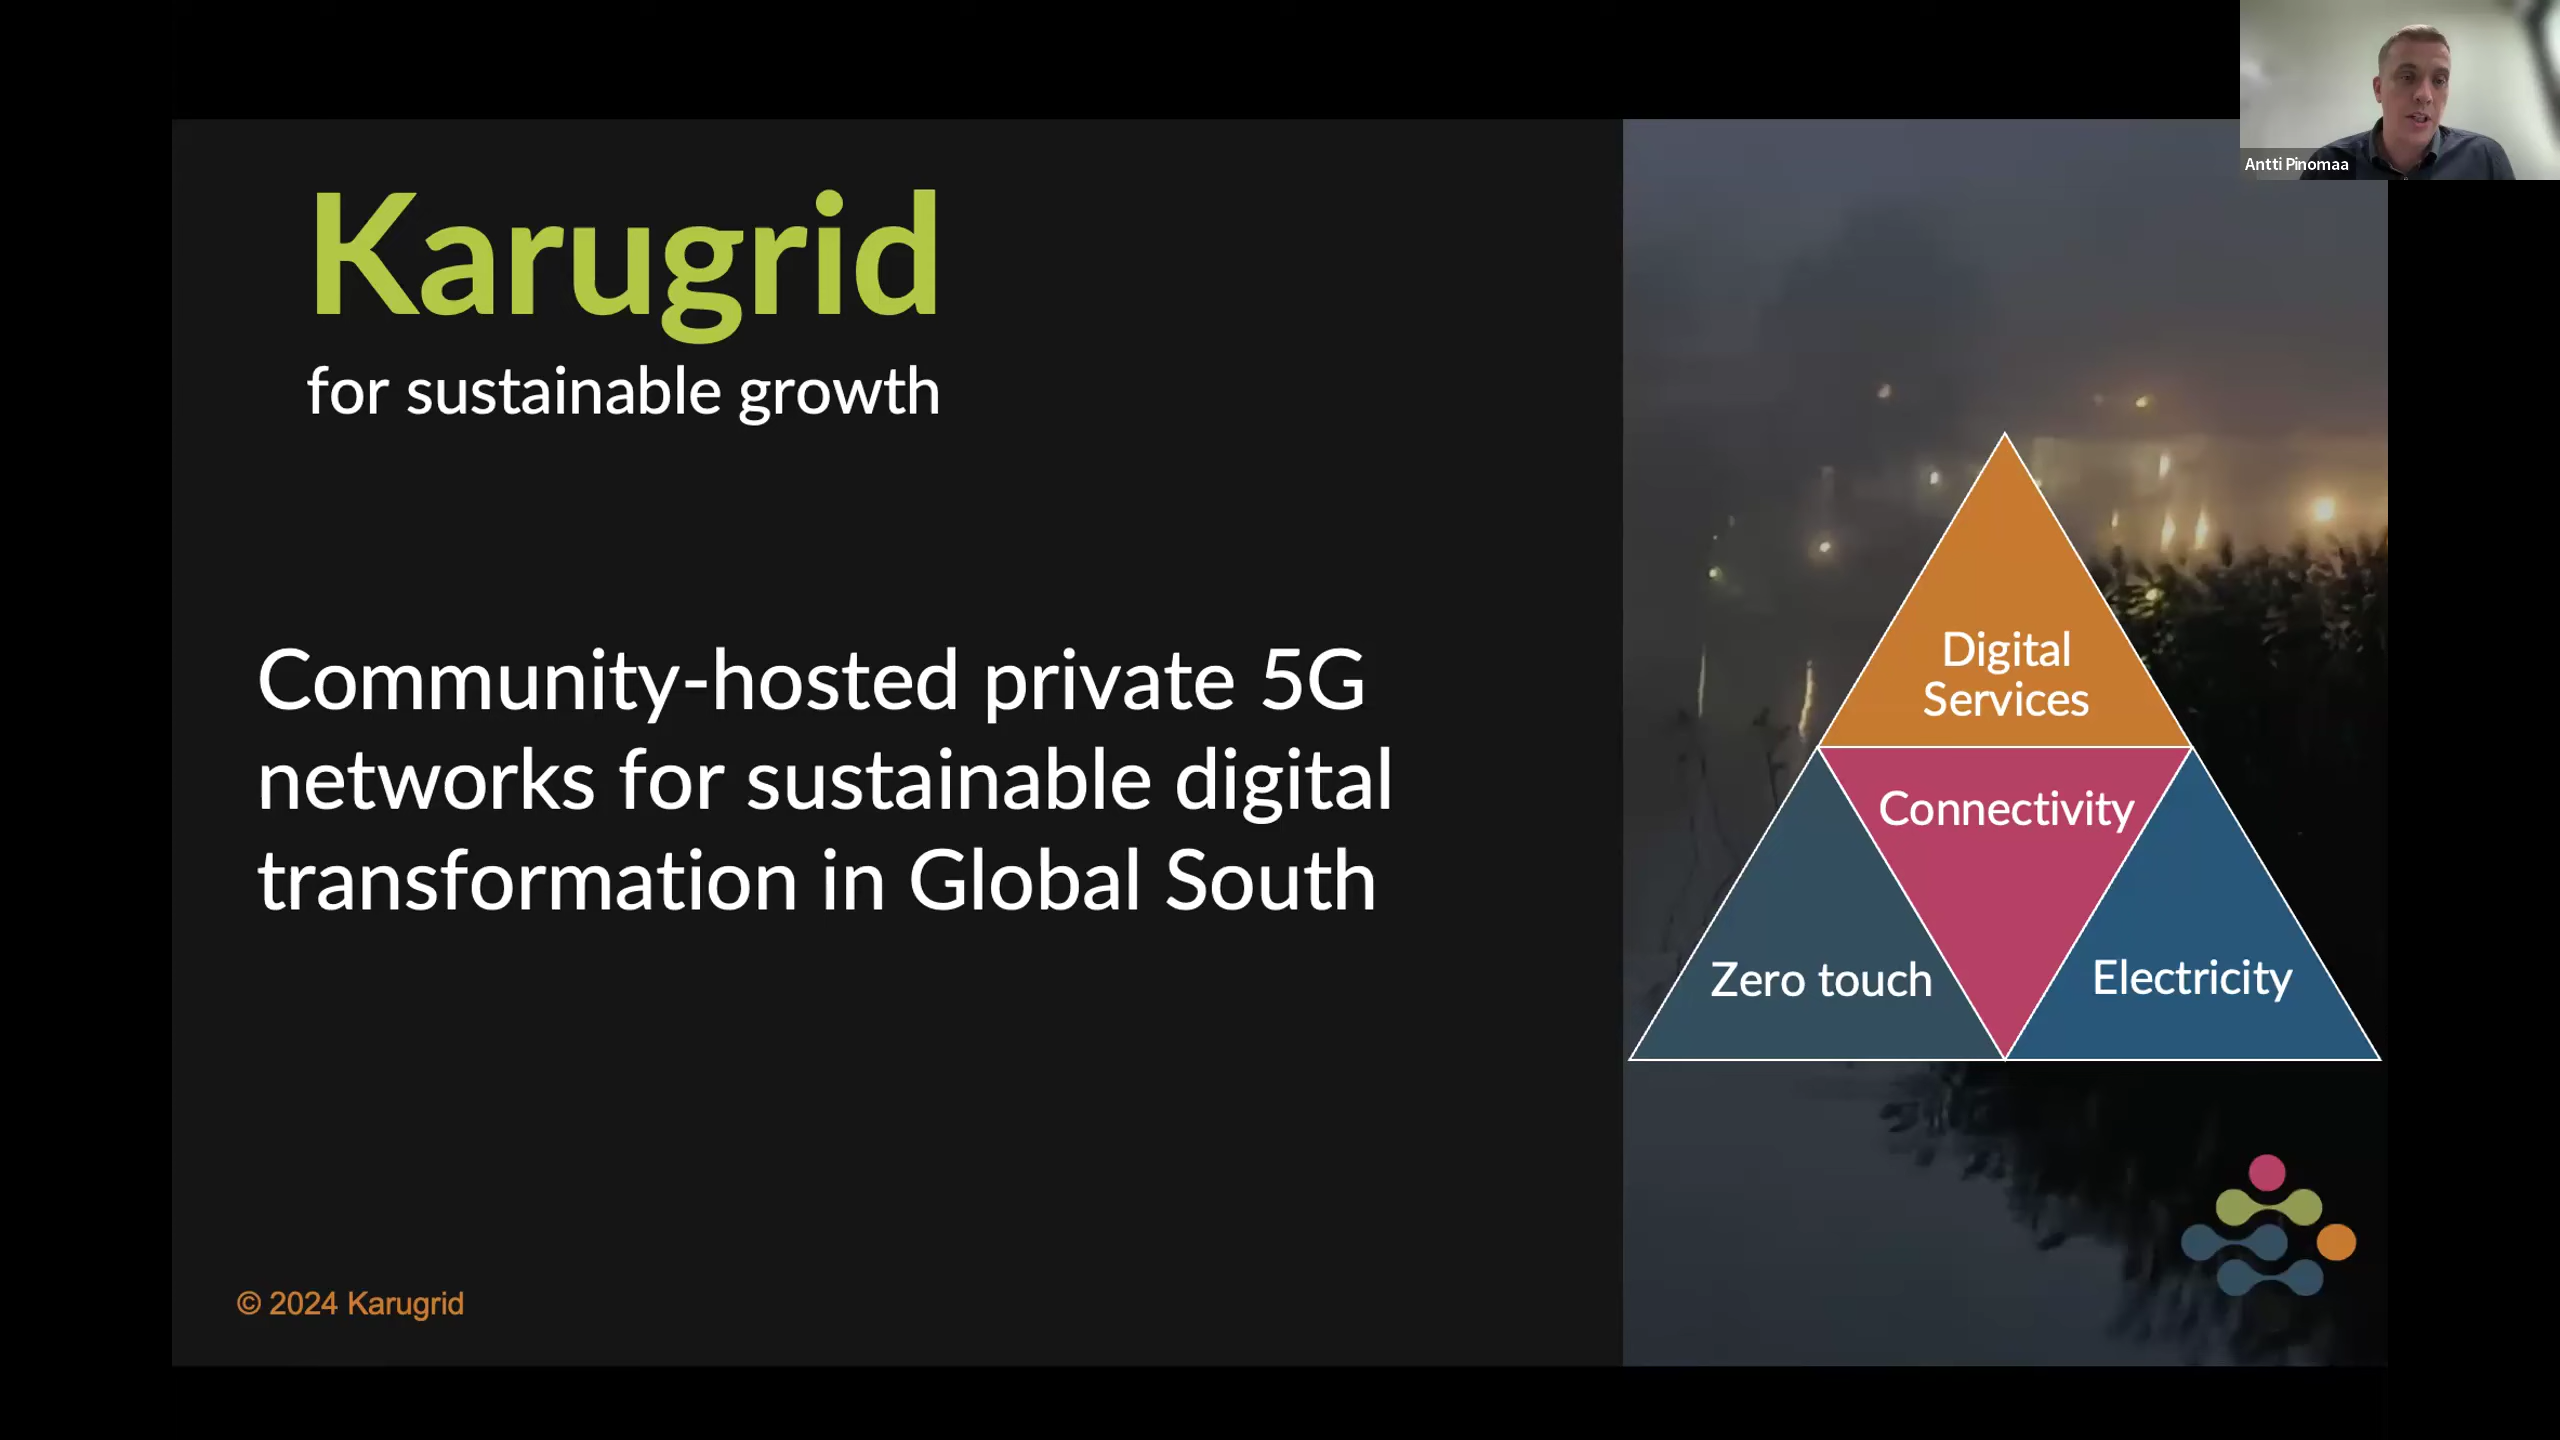 Karugrid
for sustainable growth
Community-hosted private 5G
networks for sustainable digital
transformation in Global South
© 2024 Karugrid
Digital
Services
Connectivity
Zero touch
Electricity
Antti Pinomaa